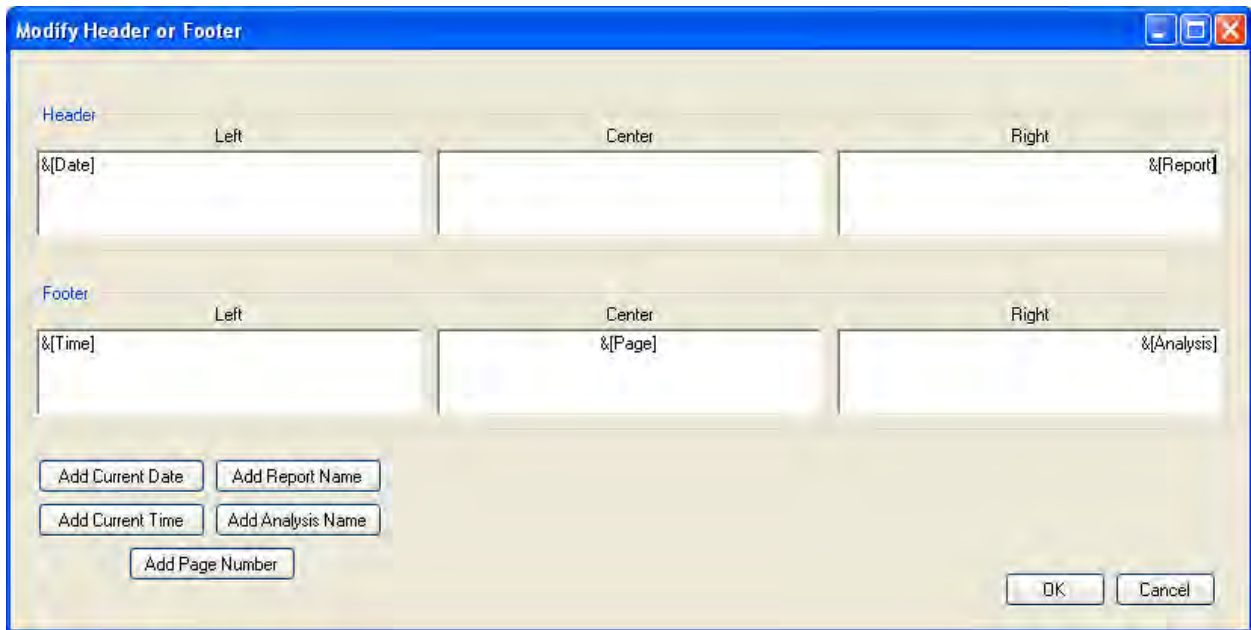 Modify Header or Footer
Header
Left Center Right
&[Date] &[Report]
Footer
Left Center Right
&[Time] &[Page] &[Analysis]
Add Current Date Add Report Name
Add Current Time Add Analysis Name
Add Page Number
OK Cancel